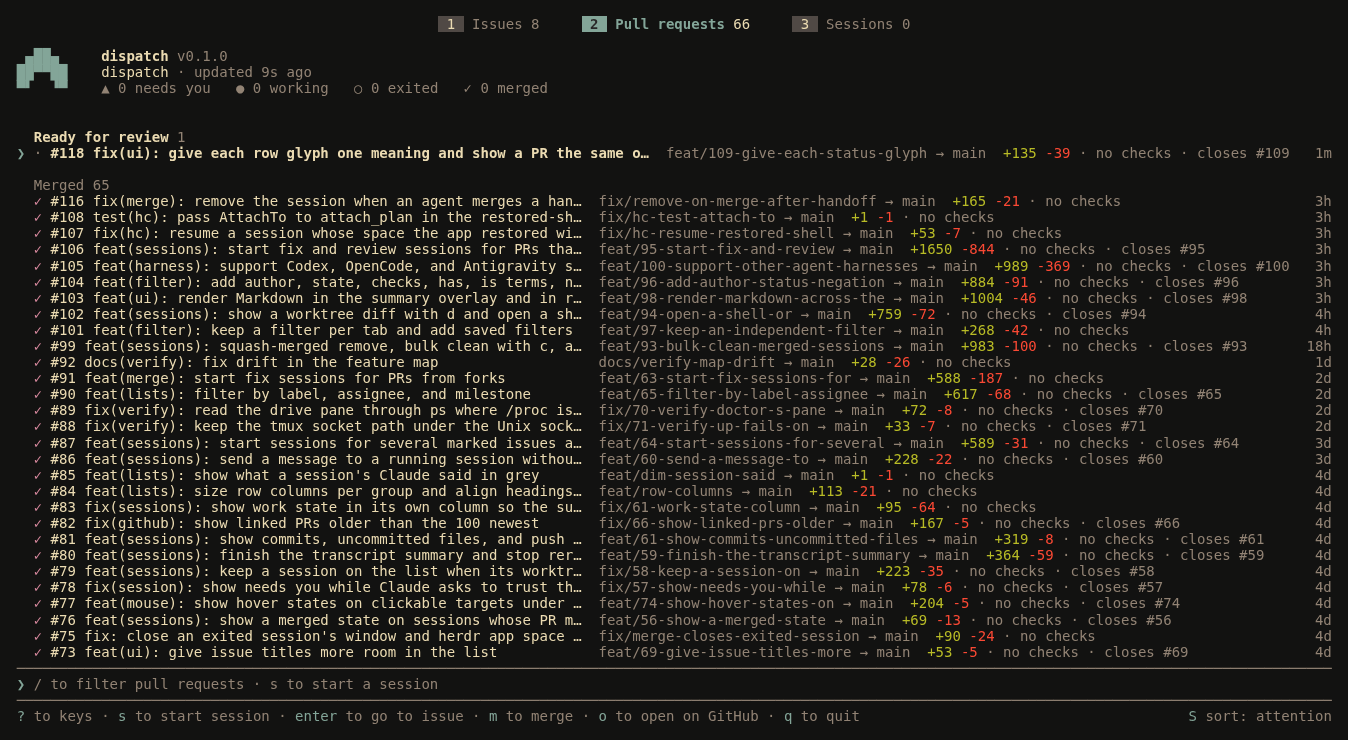 1 Issues 8 2 Pull requests 66 3 Sessions 0
dispatch v0.1.0
dispatch · updated 9s ago
▲ 0 needs you ● 0 working ○ 0 exited ✓ 0 merged
Ready for review 1
❯ · #118 fix(ui): give each row glyph one meaning and show a PR the same o… feat/109-give-each-status-glyph → main +135 -39 · no checks · closes #109 1m
Merged 65
✓ #116 fix(merge): remove the session when an agent merges a han… fix/remove-on-merge-after-handoff → main +165 -21 · no checks 3h
✓ #108 test(hc): pass AttachTo to attach_plan in the restored-sh… fix/hc-test-attach-to → main +1 -1 · no checks 3h
✓ #107 fix(hc): resume a session whose space the app restored wi… fix/hc-resume-restored-shell → main +53 -7 · no checks 3h
✓ #106 feat(sessions): start fix and review sessions for PRs tha… feat/95-start-fix-and-review → main +1650 -844 · no checks · closes #95 3h
✓ #105 feat(harness): support Codex, OpenCode, and Antigravity s… feat/100-support-other-agent-harnesses → main +989 -369 · no checks · closes #100 3h
✓ #104 feat(filter): add author, state, checks, has, is terms, n… feat/96-add-author-status-negation → main +884 -91 · no checks · closes #96 3h
✓ #103 feat(ui): render Markdown in the summary overlay and in r… feat/98-render-markdown-across-the → main +1004 -46 · no checks · closes #98 3h
✓ #102 feat(sessions): show a worktree diff with d and open a sh… feat/94-open-a-shell-or → main +759 -72 · no checks · closes #94 4h
✓ #101 feat(filter): keep a filter per tab and add saved filters feat/97-keep-an-independent-filter → main +268 -42 · no checks 4h
✓ #99 feat(sessions): squash-merged remove, bulk clean with c, a… feat/93-bulk-clean-merged-sessions → main +983 -100 · no checks · closes #93 18h
✓ #92 docs(verify): fix drift in the feature map docs/verify-map-drift → main +28 -26 · no checks 1d
✓ #91 feat(merge): start fix sessions for PRs from forks feat/63-start-fix-sessions-for → main +588 -187 · no checks 2d
✓ #90 feat(lists): filter by label, assignee, and milestone feat/65-filter-by-label-assignee → main +617 -68 · no checks · closes #65 2d
✓ #89 fix(verify): read the drive pane through ps where /proc is… fix/70-verify-doctor-s-pane → main +72 -8 · no checks · closes #70 2d
✓ #88 fix(verify): keep the tmux socket path under the Unix sock… fix/71-verify-up-fails-on → main +33 -7 · no checks · closes #71 2d
✓ #87 feat(sessions): start sessions for several marked issues a… feat/64-start-sessions-for-several → main +589 -31 · no checks · closes #64 3d
✓ #86 feat(sessions): send a message to a running session withou… feat/60-send-a-message-to → main +228 -22 · no checks · closes #60 3d
✓ #85 feat(lists): show what a session's Claude said in grey feat/dim-session-said → main +1 -1 · no checks 4d
✓ #84 feat(lists): size row columns per group and align headings… feat/row-columns → main +113 -21 · no checks 4d
✓ #83 fix(sessions): show work state in its own column so the su… fix/61-work-state-column → main +95 -64 · no checks 4d
✓ #82 fix(github): show linked PRs older than the 100 newest fix/66-show-linked-prs-older → main +167 -5 · no checks · closes #66 4d
✓ #81 feat(sessions): show commits, uncommitted files, and push … feat/61-show-commits-uncommitted-files → main +319 -8 · no checks · closes #61 4d
✓ #80 feat(sessions): finish the transcript summary and stop rer… feat/59-finish-the-transcript-summary → main +364 -59 · no checks · closes #59 4d
✓ #79 feat(sessions): keep a session on the list when its worktr… fix/58-keep-a-session-on → main +223 -35 · no checks · closes #58 4d
✓ #78 fix(session): show needs you while Claude asks to trust th… fix/57-show-needs-you-while → main +78 -6 · no checks · closes #57 4d
✓ #77 feat(mouse): show hover states on clickable targets under … feat/74-show-hover-states-on → main +204 -5 · no checks · closes #74 4d
✓ #76 feat(sessions): show a merged state on sessions whose PR m… feat/56-show-a-merged-state → main +69 -13 · no checks · closes #56 4d
✓ #75 fix: close an exited session's window and herdr app space … fix/merge-closes-exited-session → main +90 -24 · no checks 4d
✓ #73 feat(ui): give issue titles more room in the list feat/69-give-issue-titles-more → main +53 -5 · no checks · closes #69 4d
❯ / to filter pull requests · s to start a session
? to keys · s to start session · enter to go to issue · m to merge · o to open on GitHub · q to quit S sort: attention